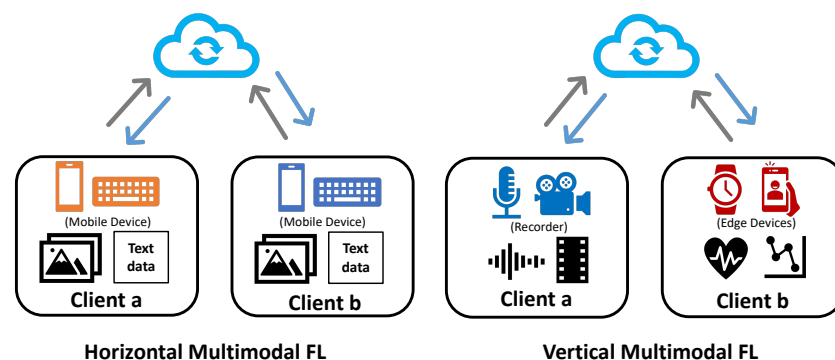 (Mobile Device)
Text
data
Client a
(Mobile Device)
Text
data
Client b
Horizontal Multimodal FL
(Recorder)
Client a
(Edge Devices)
Client b
Vertical Multimodal FL